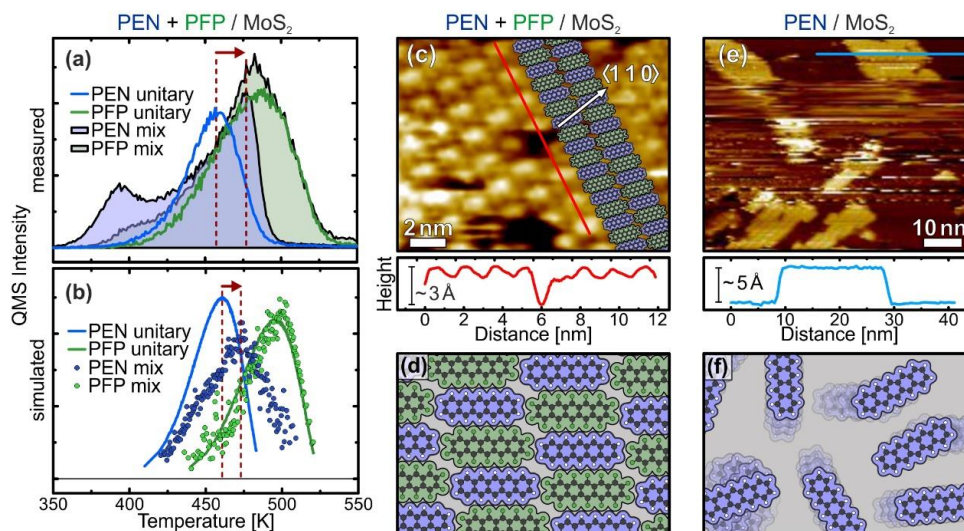 PEN + PFP / MoS₂
PEN + PFP / MoS₂
PEN / MoS₂
(a)
PEN unitary
PFP unitary
PEN mix
PFP mix
measured
QMS Intensity
(b)
PEN unitary
PFP unitary
PEN mix
PFP mix
simulated
350 400 450 500 550
Temperature [K]
(c)
⟨1 1 0⟩
2 nm
Height
~3 Å
0 2 4 6 8 10 12
Distance [nm]
(d)
(e)
10 nm
~5 Å
0 10 20 30 40
Distance [nm]
(f)